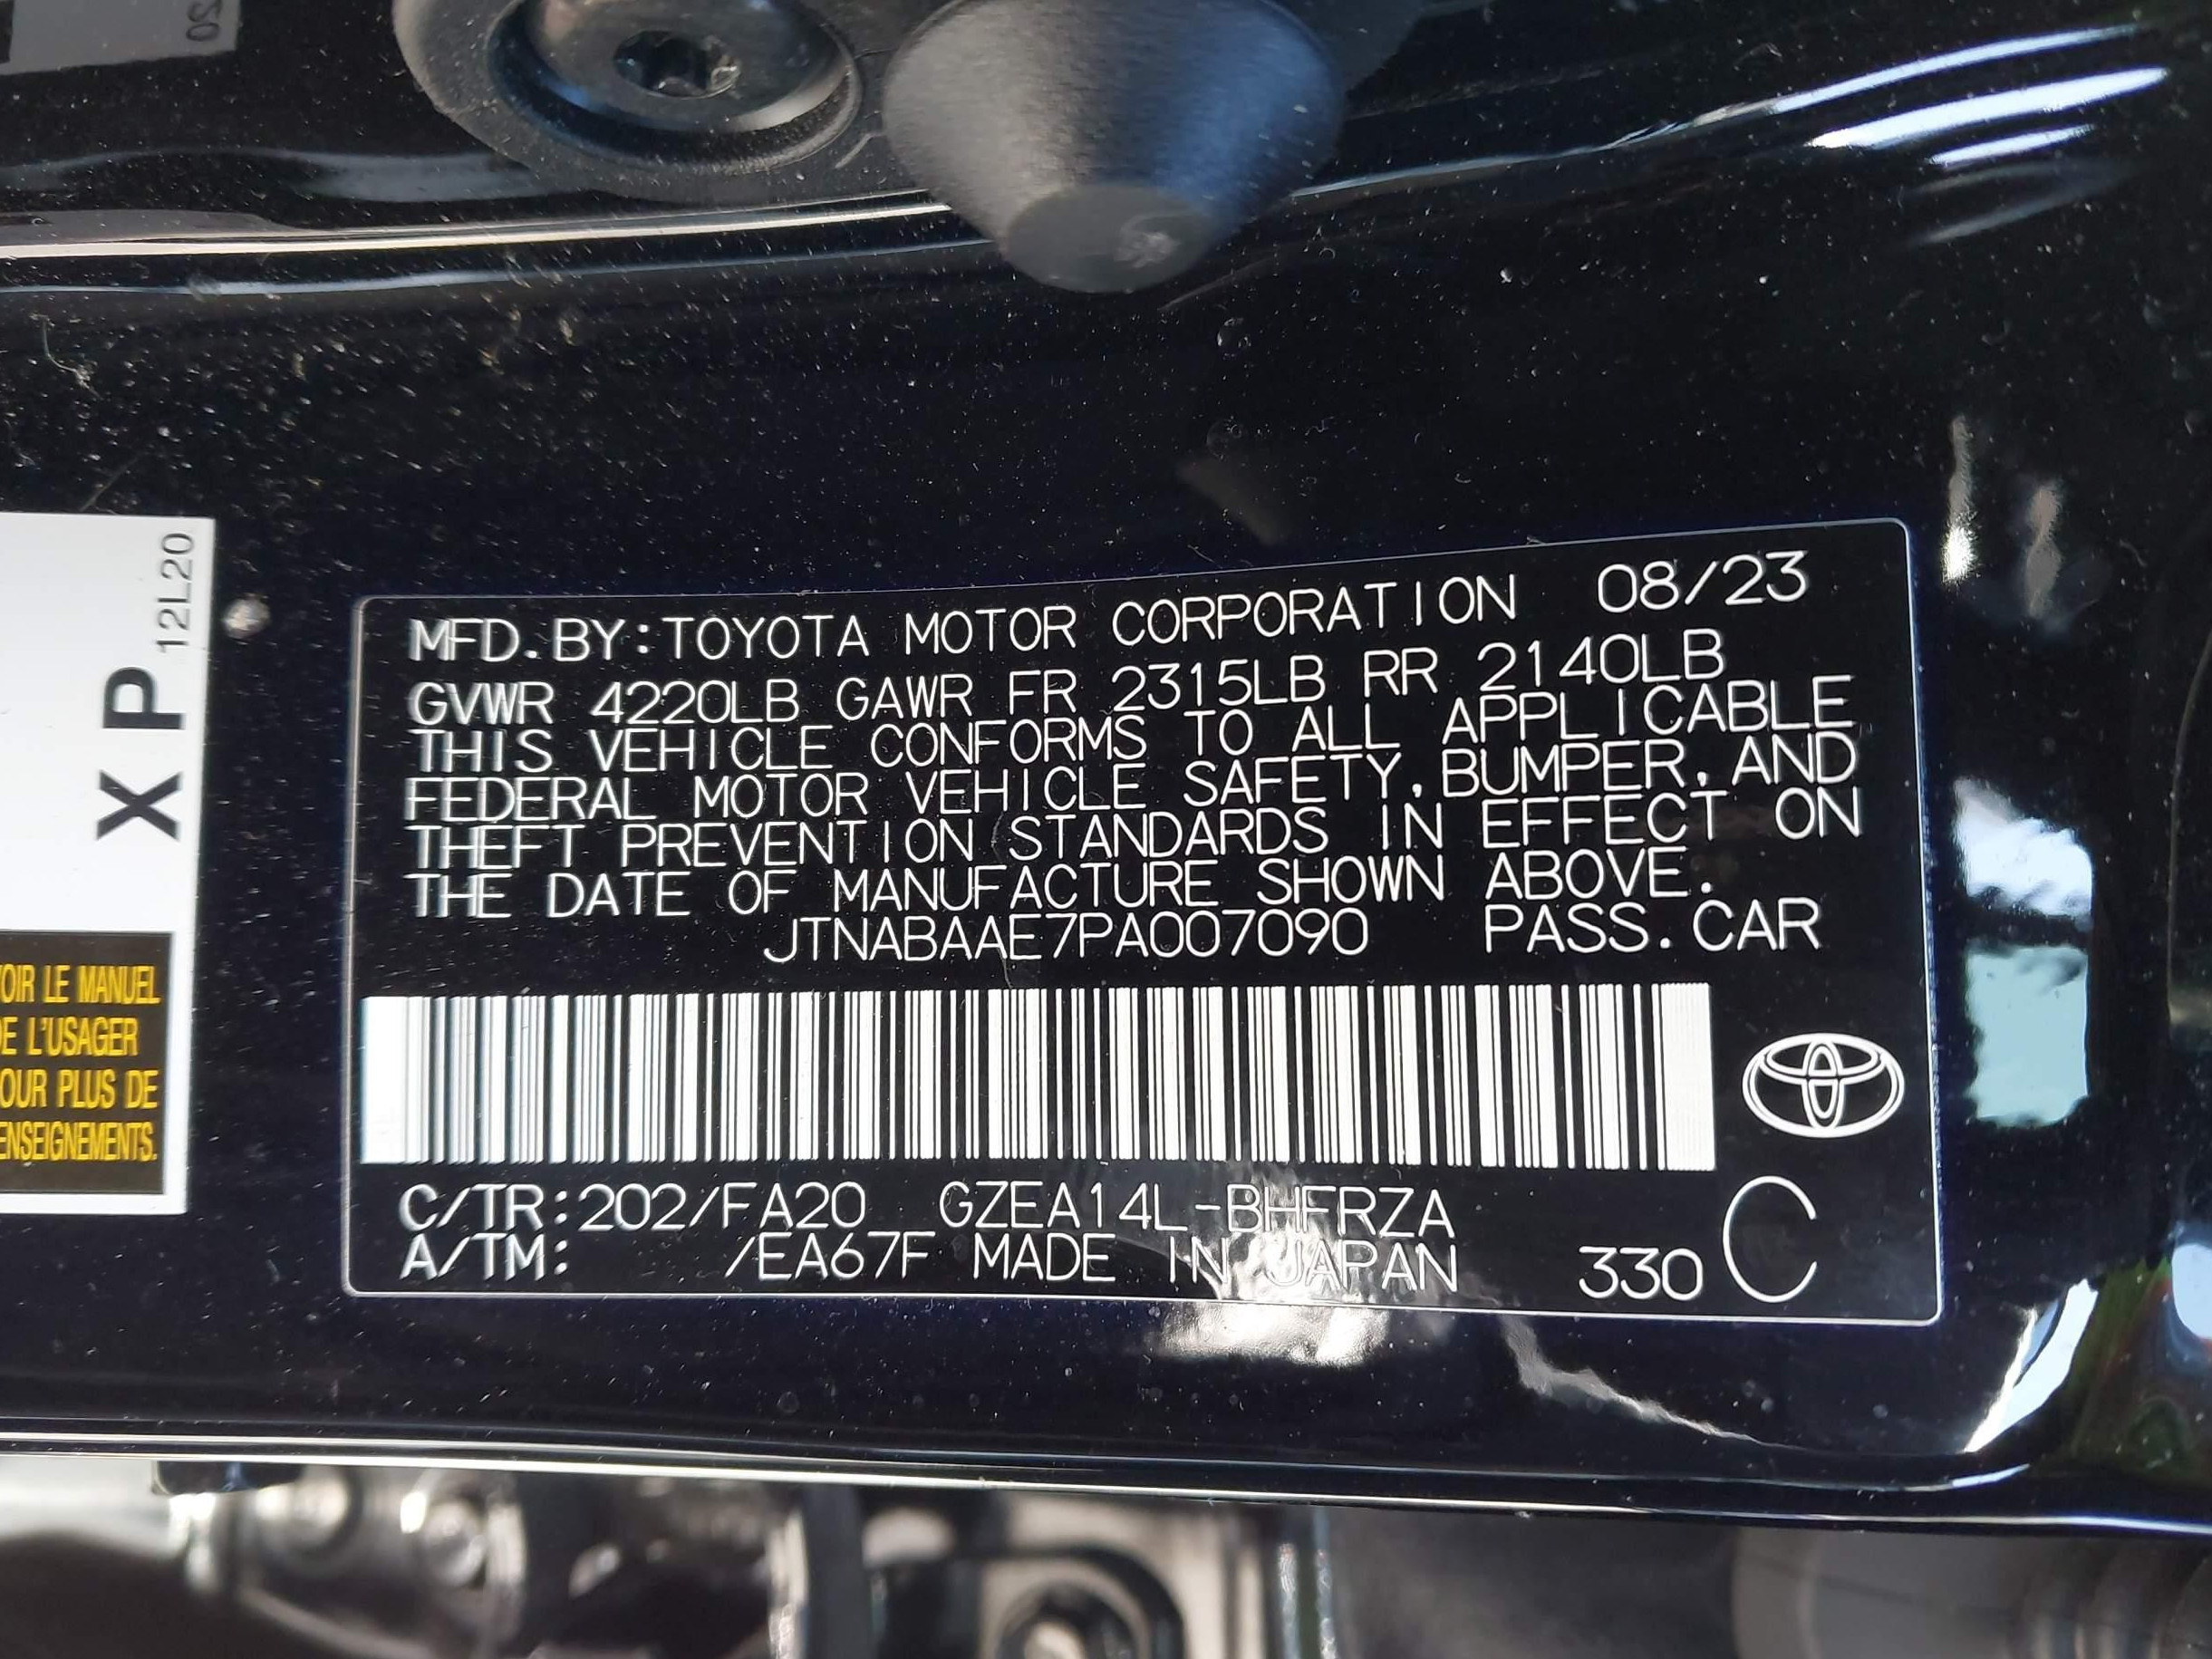 OS
12L20
X P
OIR LE MANUEL
DE L'USAGER
OUR PLUS DE
ENSEIGNEMENTS.
MFD.BY:TOYOTA MOTOR CORPORATION 08/23
GVWR 4220LB GAWR FR 2315LB RR 2140LB
THIS VEHICLE CONFORMS TO ALL APPLICABLE
FEDERAL MOTOR VEHICLE SAFETY,BUMPER,AND
THEFT PREVENTION STANDARDS IN EFFECT ON
THE DATE OF MANUFACTURE SHOWN ABOVE.
JTNABAAE7PA007090 PASS.CAR
C/TR:202/FA20 GZEA14L-BHFRZA
A/TM: /EA67F MADE IN JAPAN 330 C